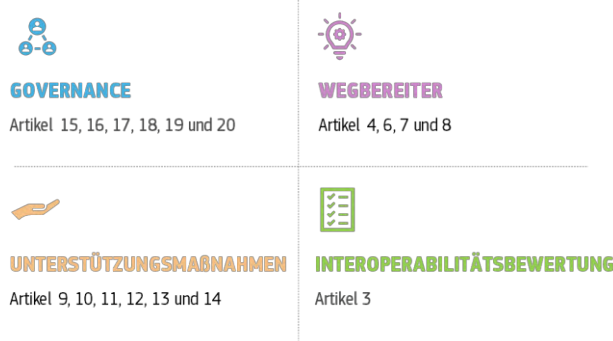 GOVERNANCE
Artikel 15, 16, 17, 18, 19 und 20
WEGBEREITER
Artikel 4, 6, 7 und 8
UNTERSTÜTZUNGSMAßNAHMEN
Artikel 9, 10, 11, 12, 13 und 14
INTEROPERABILITÄTSBEWERTUNG
Artikel 3